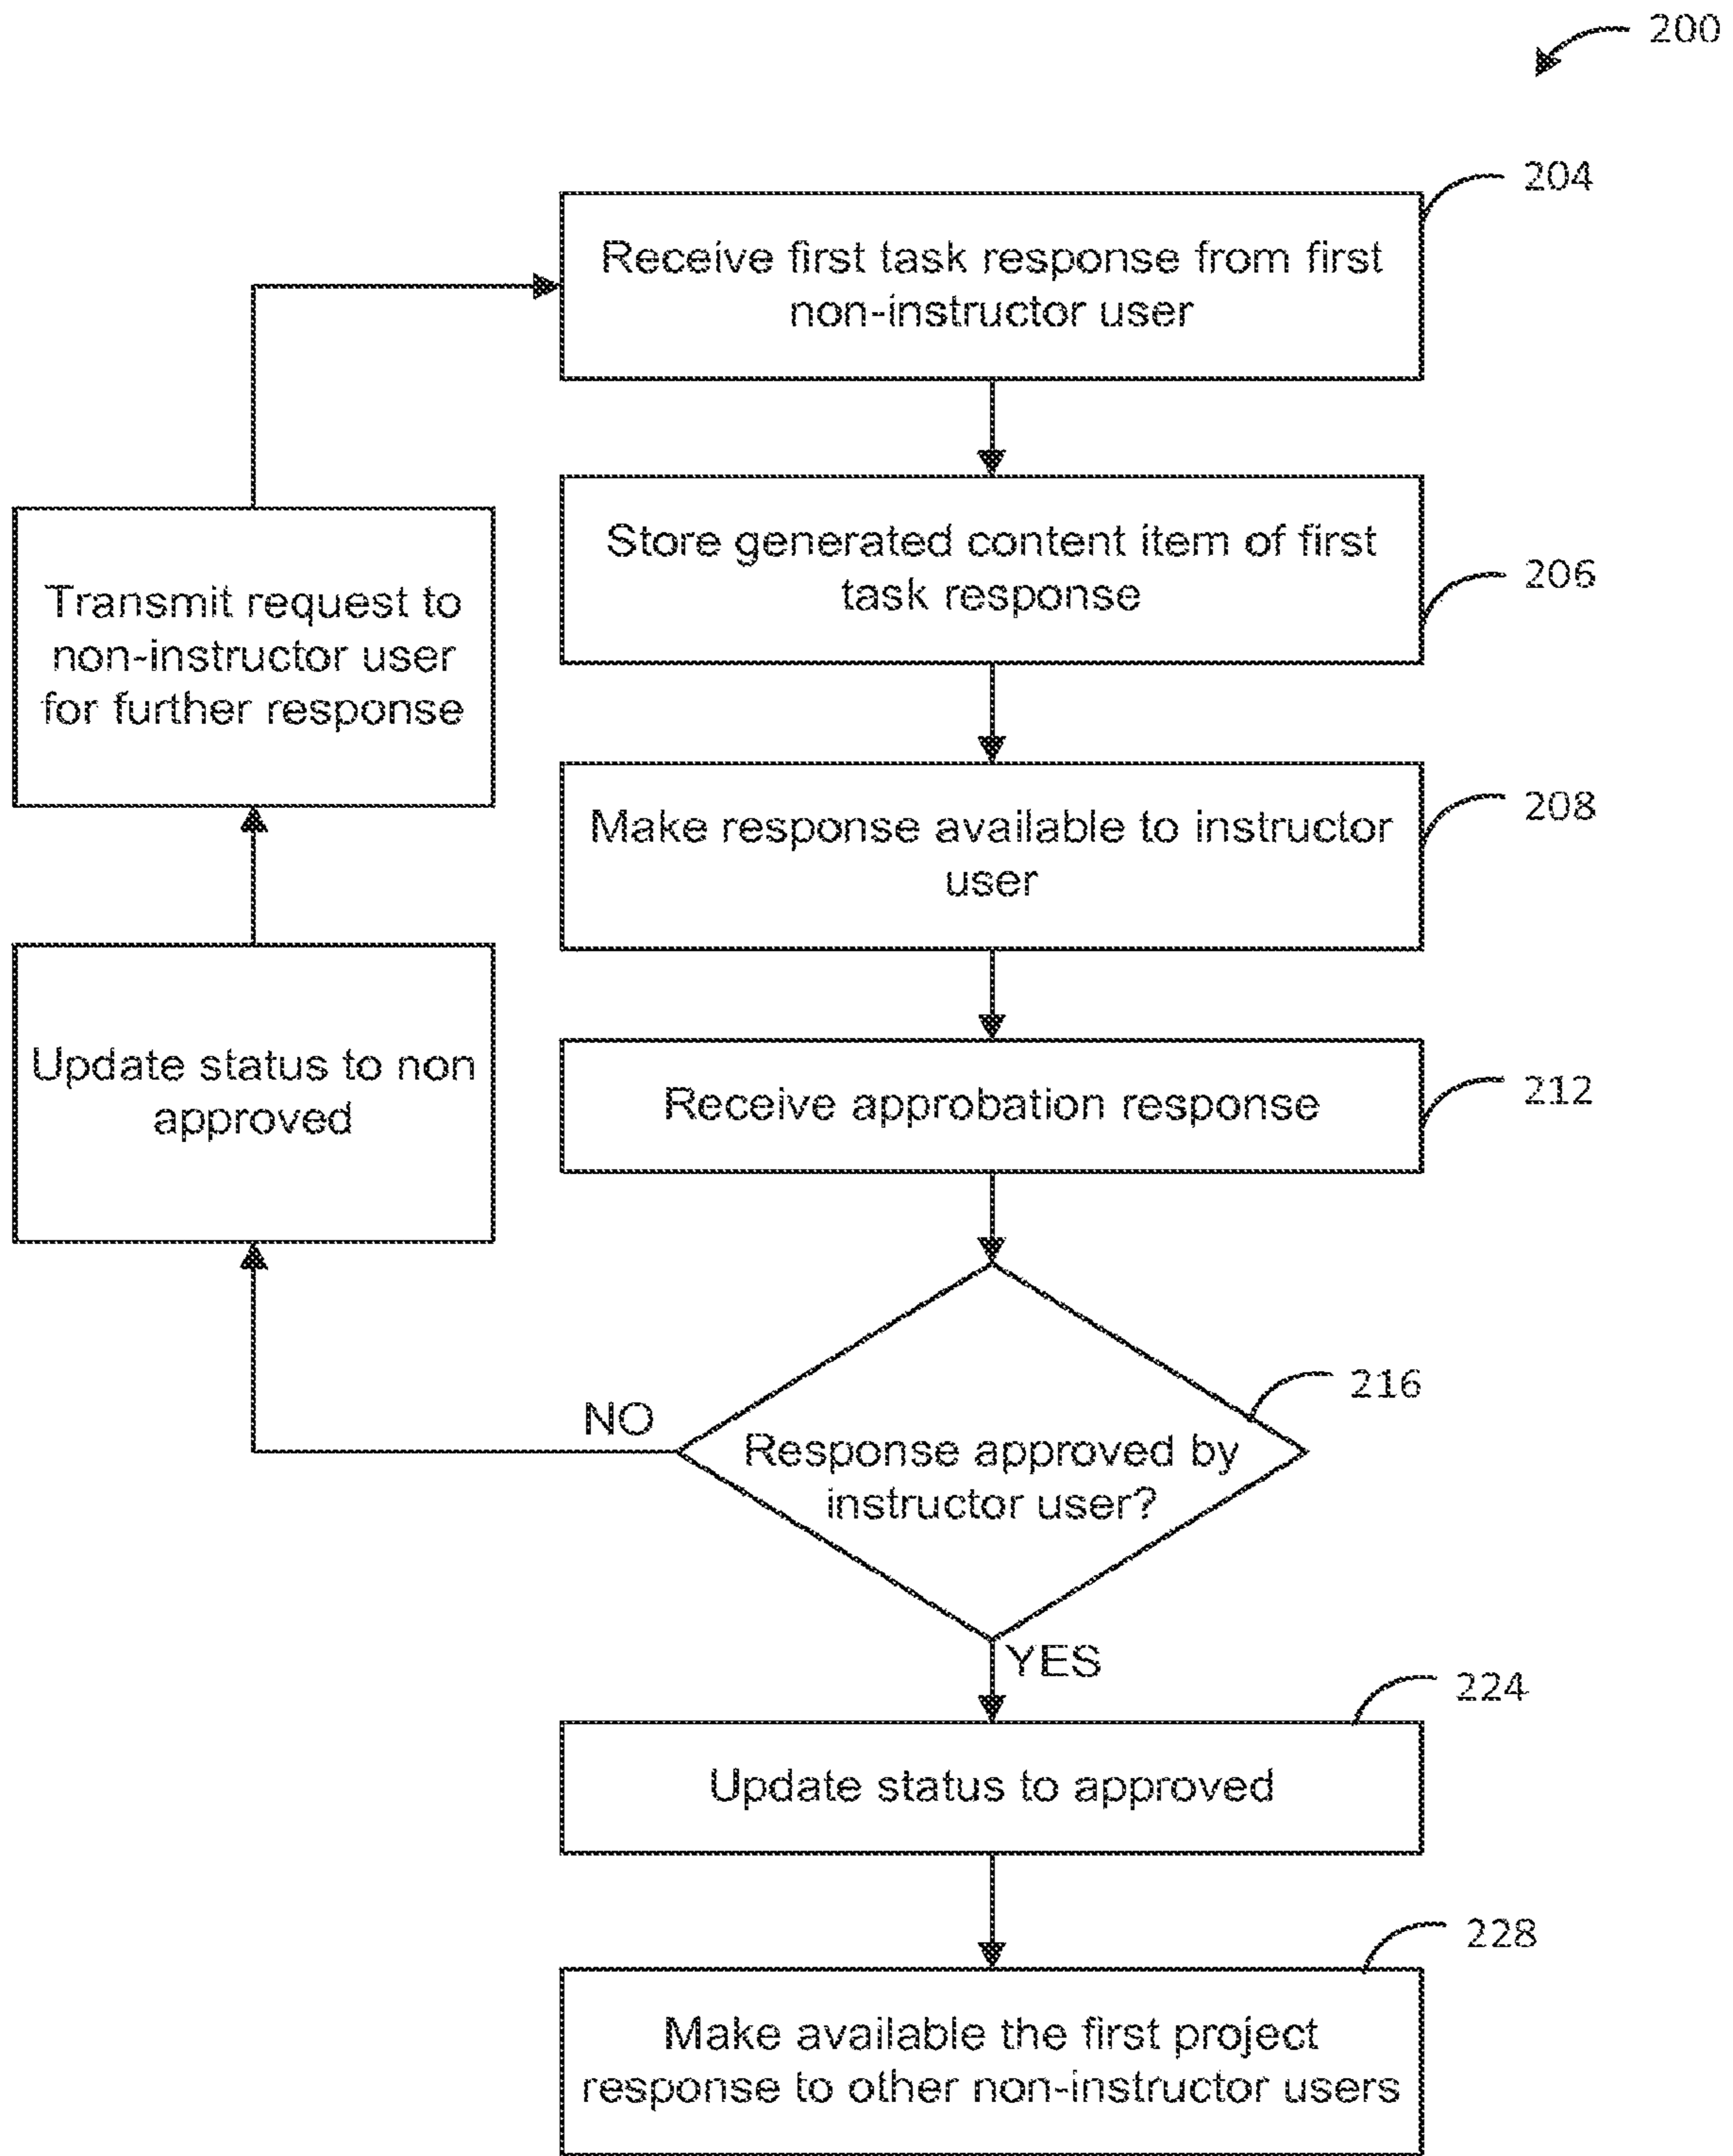 200
204
Receive first task response from first
non-instructor user
Store generated content item of first
task response
206
Transmit request to
non-instructor user
for further response
208
Make response available to instructor
user
Update status to non
approved
Receive approbation response
212
216
NO
Response approved by
instructor user?
YES
224
Update status to approved
228
Make available the first project
response to other non-instructor users